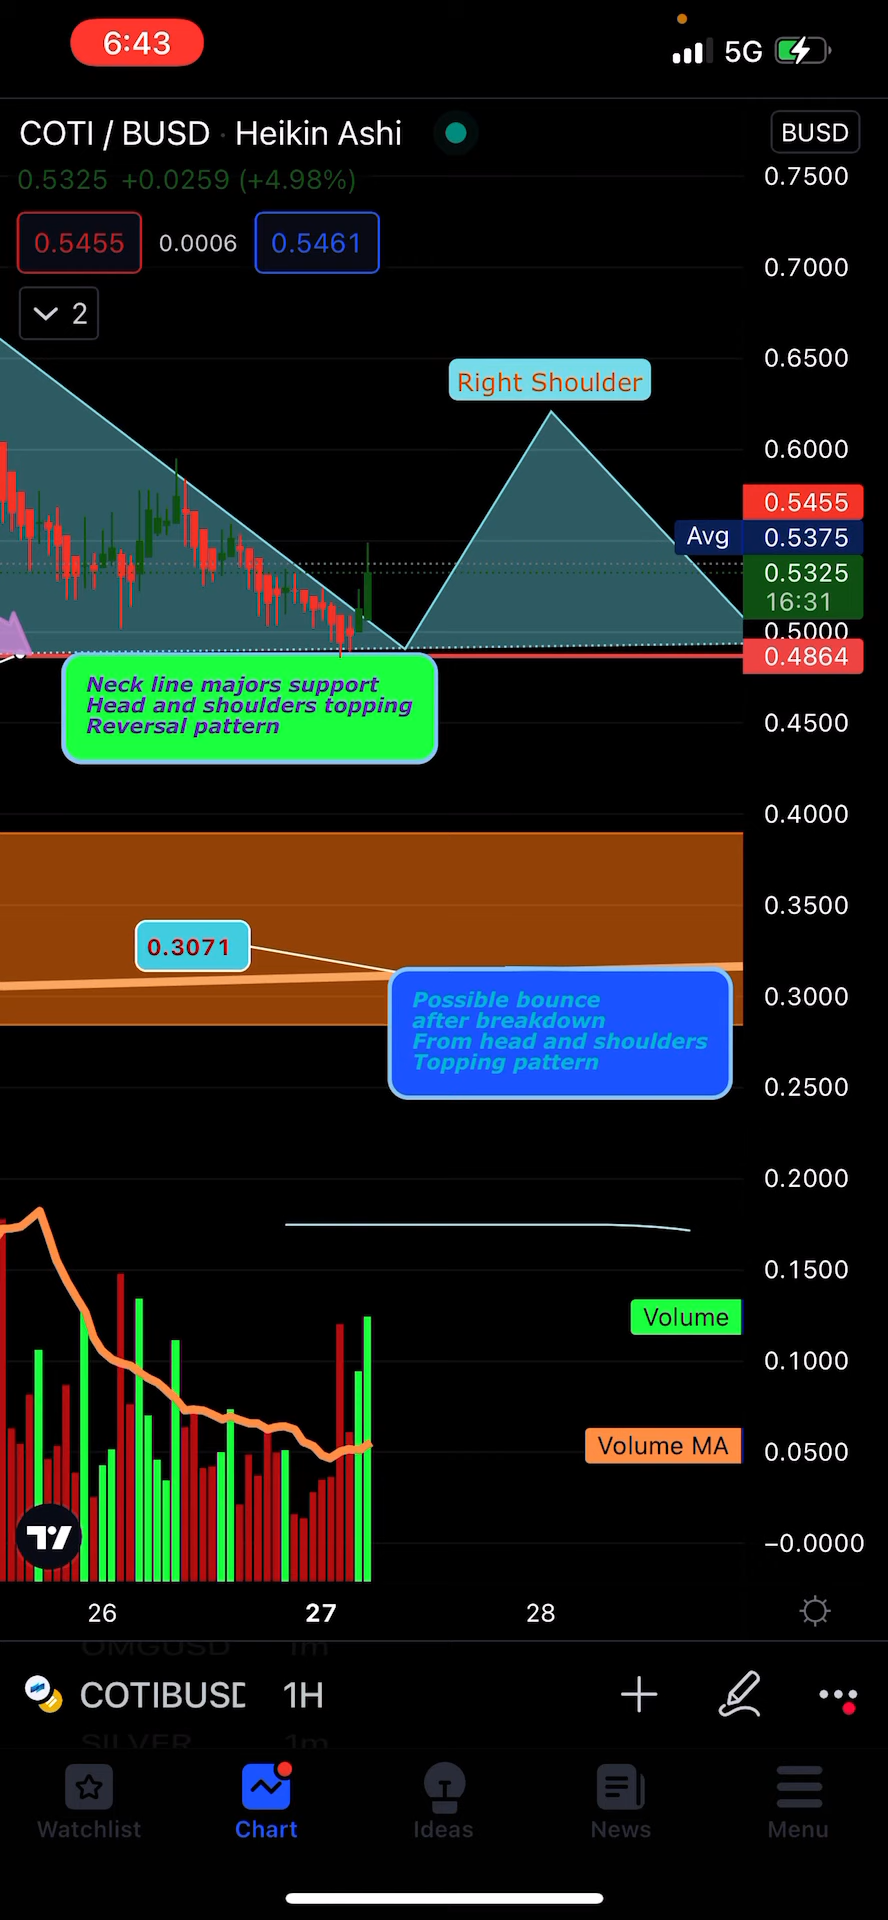 6:43
5G
COTI / BUSD · Heikin Ashi
BUSD
0.5325 +0.0259 (+4.98%)
0.7500
0.5455 0.0006 0.5461
0.7000
2
0.6500
Right Shoulder
0.6000
0.5455
Avg 0.5375
0.5325
16:31
0.5000
0.4864
Neck line majors support
Head and shoulders topping
Reversal pattern
0.4500
0.4000
0.3500
0.3071
Possible bounce
after breakdown
From head and shoulders
Topping pattern
0.3000
0.2500
0.2000
0.1500
Volume
0.1000
Volume MA
0.0500
−0.0000
26 27 28
OMGUSD 1m
COTIBUSD 1H
SILVER 1m
Watchlist Chart Ideas News Menu